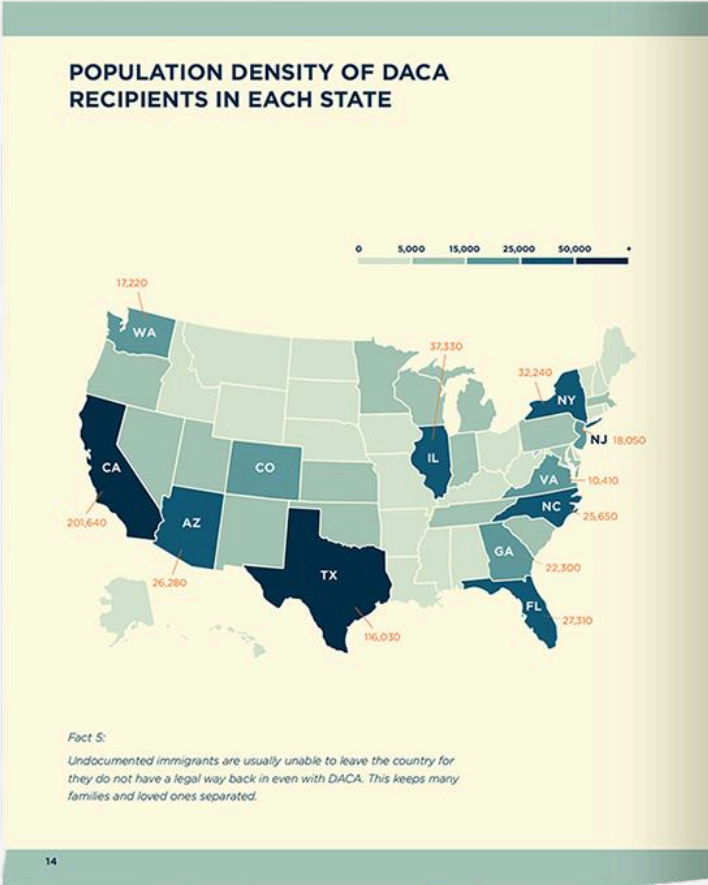 POPULATION DENSITY OF DACA
RECIPIENTS IN EACH STATE
0 5,000 15,000 25,000 50,000 +
17,220
WA
37,330
32,240
NY
NJ 18,050
IL
CA
CO
VA
10,410
201,640
AZ
NC
25,650
26,280
TX
GA
22,300
FL
27,310
116,030
Fact 5:
Undocumented immigrants are usually unable to leave the country for
they do not have a legal way back in even with DACA. This keeps many
families and loved ones separated.
14